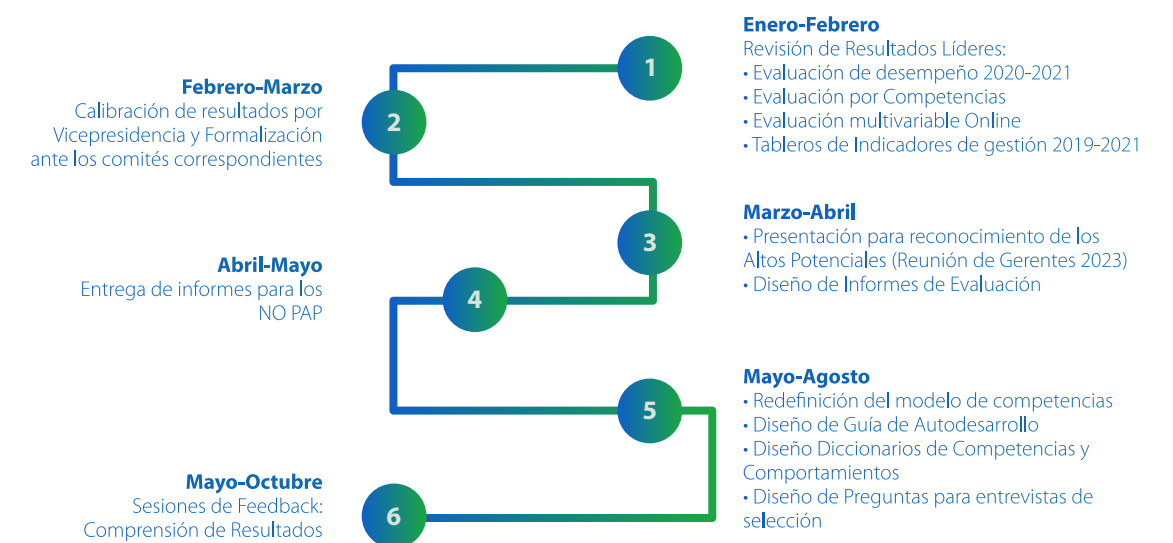 1
Enero-Febrero
Revisión de Resultados Líderes:
• Evaluación de desempeño 2020-2021
• Evaluación por Competencias
• Evaluación multivariable Online
• Tableros de Indicadores de gestión 2019-2021
Febrero-Marzo
Calibración de resultados por
Vicepresidencia y Formalización
ante los comités correspondientes
2
3
Marzo-Abril
• Presentación para reconocimiento de los
Altos Potenciales (Reunión de Gerentes 2023)
• Diseño de Informes de Evaluación
Abril-Mayo
Entrega de informes para los
NO PAP
4
5
Mayo-Agosto
• Redefinición del modelo de competencias
• Diseño de Guía de Autodesarrollo
• Diseño Diccionarios de Competencias y
Comportamientos
• Diseño de Preguntas para entrevistas de
selección
Mayo-Octubre
Sesiones de Feedback:
Comprensión de Resultados
6